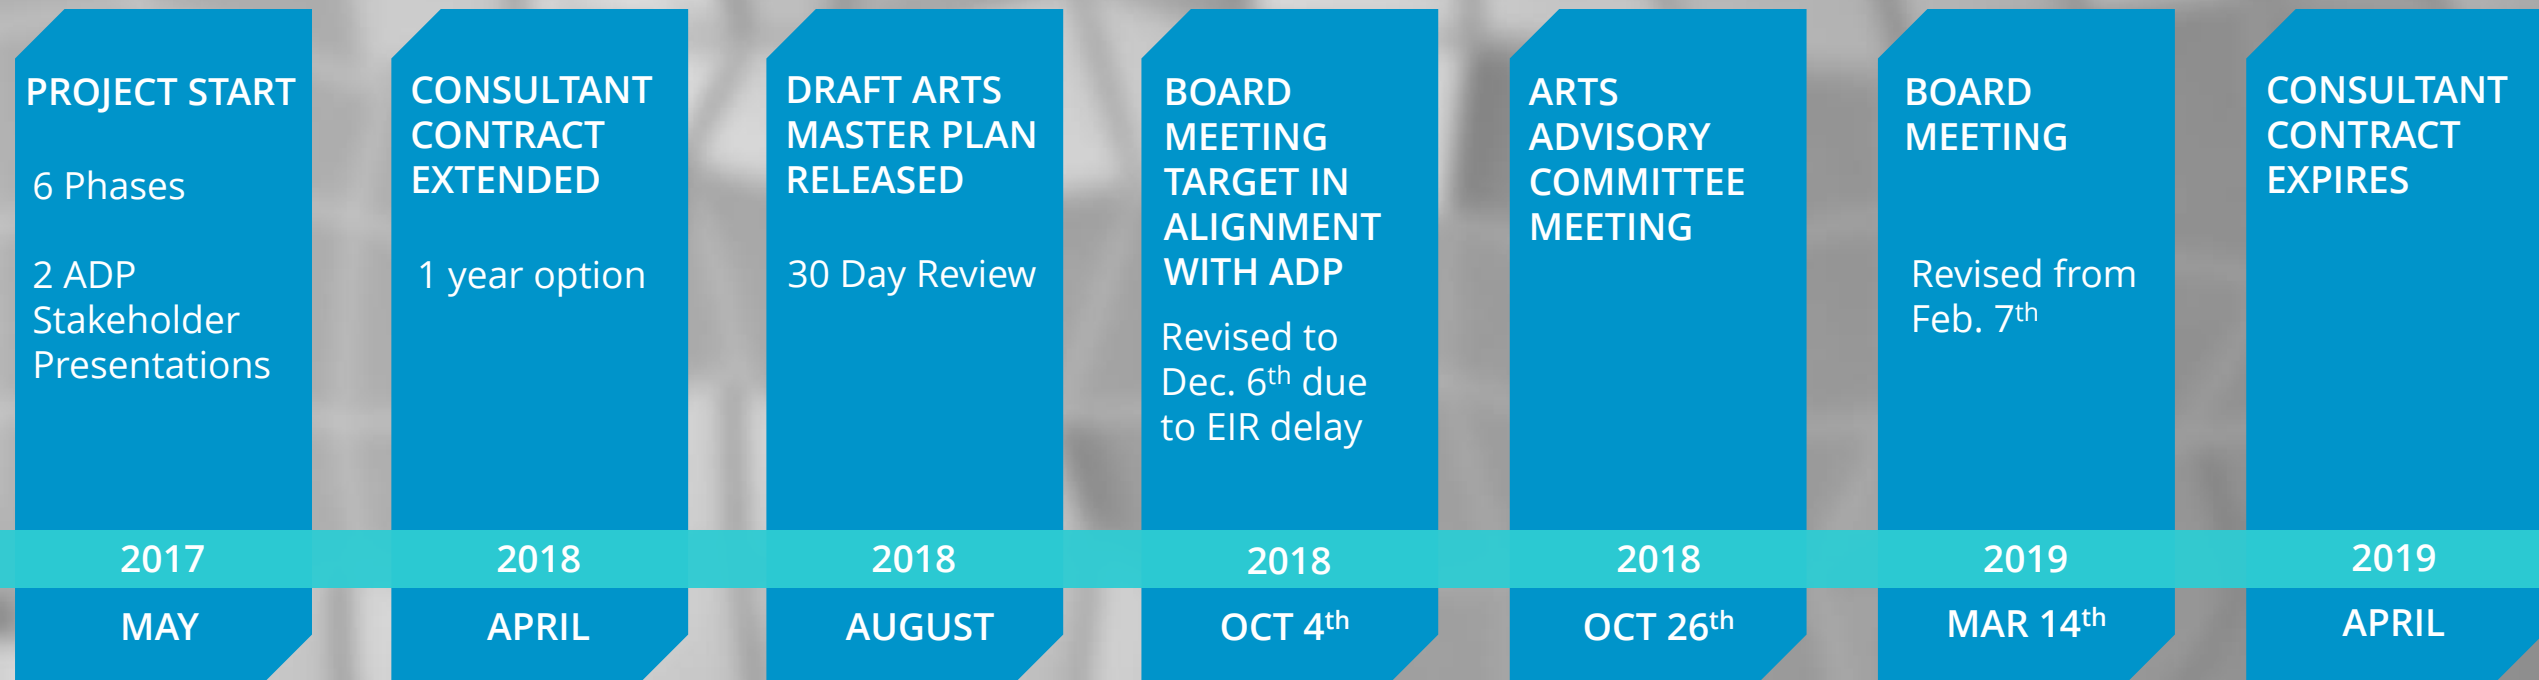 PROJECT START
6 Phases
2 ADP
Stakeholder
Presentations
2017
MAY
CONSULTANT
CONTRACT
EXTENDED
1 year option
2018
APRIL
DRAFT ARTS
MASTER PLAN
RELEASED
30 Day Review
2018
AUGUST
BOARD
MEETING
TARGET IN
ALIGNMENT
WITH ADP
Revised to
Dec. 6th due
to EIR delay
2018
OCT 4th
ARTS
ADVISORY
COMMITTEE
MEETING
2018
OCT 26th
BOARD
MEETING
Revised from
Feb. 7th
2019
MAR 14th
CONSULTANT
CONTRACT
EXPIRES
2019
APRIL